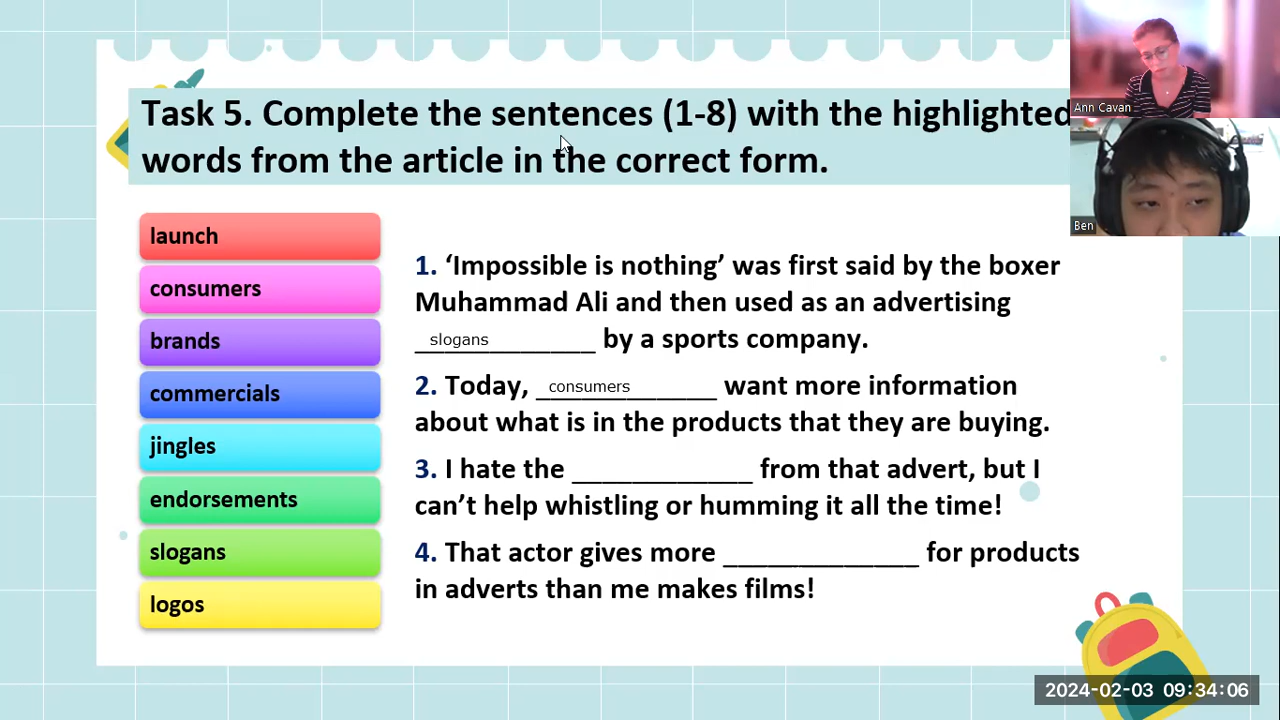 Task 5. Complete the sentences (1-8) with the highlighted
words from the article in the correct form.
launch
consumers
brands
commercials
jingles
endorsements
slogans
logos
1. ‘Impossible is nothing’ was first said by the boxer
Muhammad Ali and then used as an advertising
_____________ by a sports company.
slogans
2. Today, _____________ want more information
consumers
about what is in the products that they are buying.
3. I hate the _____________ from that advert, but I
can’t help whistling or humming it all the time!
4. That actor gives more ______________ for products
in adverts than me makes films!
Ann Cavan
Ben
2024-02-03 09:34:06